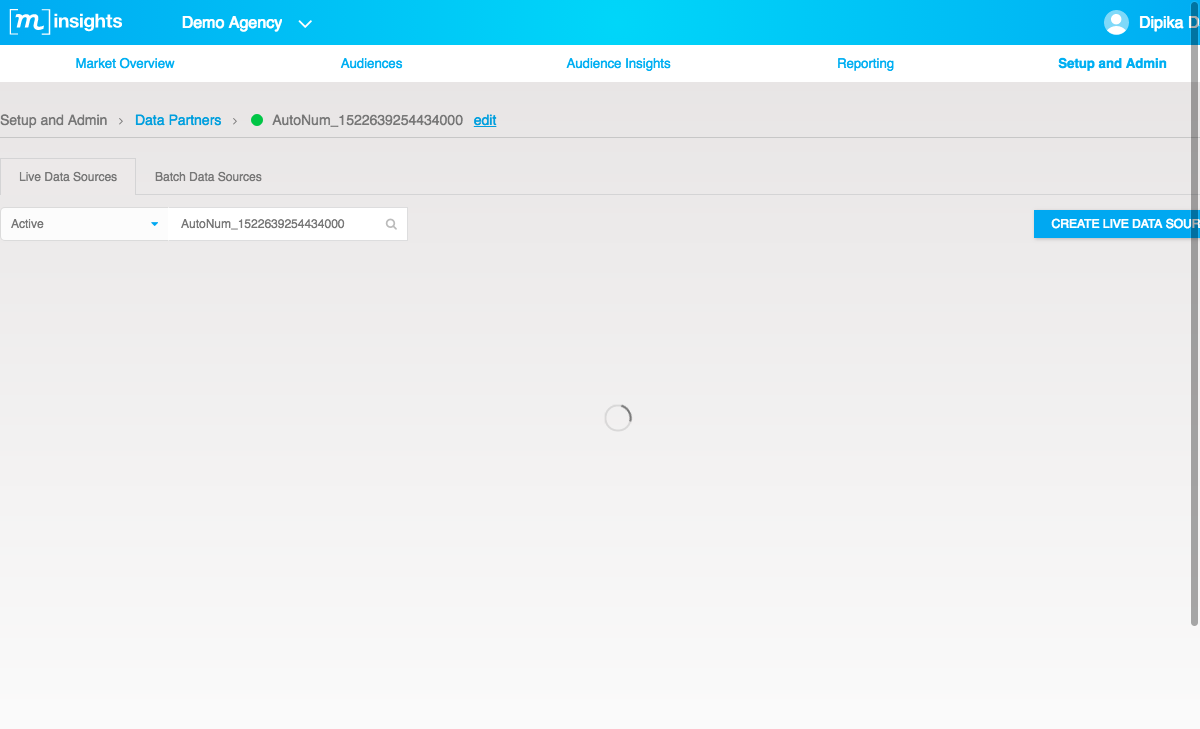 [m] insights Demo Agency Dipika D
Market Overview Audiences Audience Insights Reporting Setup and Admin
Setup and Admin > Data Partners > AutoNum_1522639254434000 edit
Live Data Sources Batch Data Sources
Active AutoNum_1522639254434000 CREATE LIVE DATA SOUR